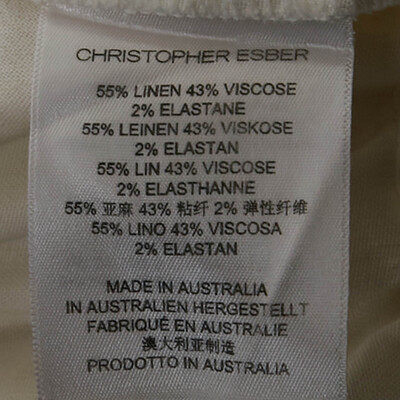 CHRISTOPHER ESBER
55% LINEN 43% VISCOSE
2% ELASTANE
55% LEINEN 43% VISKOSE
2% ELASTAN
55% LIN 43% VISCOSE
2% ELASTHANNE
55% 亚麻 43% 粘纤 2% 弹性纤维
55% LINO 43% VISCOSA
2% ELASTAN
MADE IN AUSTRALIA
IN AUSTRALIEN HERGESTELLT
FABRIQUÉ EN AUSTRALIE
澳大利亚制造
PRODOTTO IN AUSTRALIA